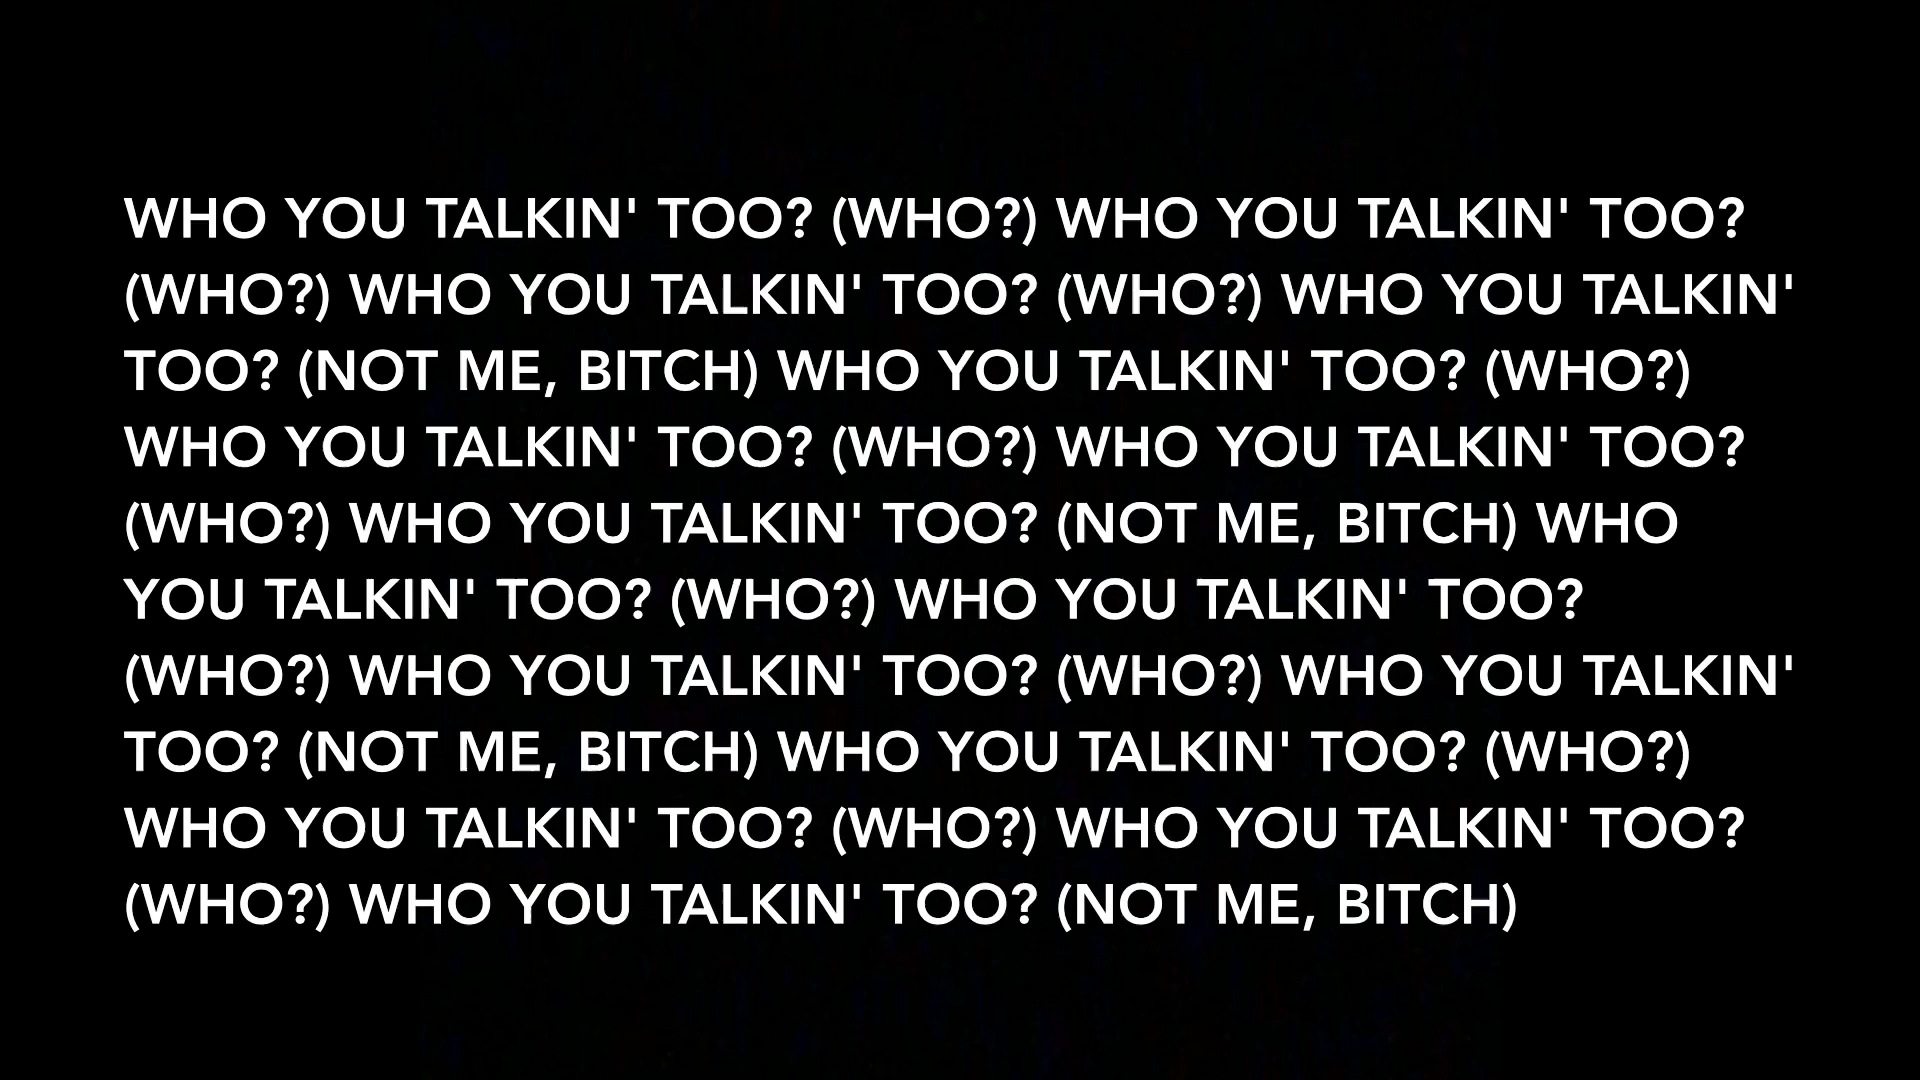 WHO YOU TALKIN' TOO? (WHO?) WHO YOU TALKIN' TOO?
(WHO?) WHO YOU TALKIN' TOO? (WHO?) WHO YOU TALKIN'
TOO? (NOT ME, BITCH) WHO YOU TALKIN' TOO? (WHO?)
WHO YOU TALKIN' TOO? (WHO?) WHO YOU TALKIN' TOO?
(WHO?) WHO YOU TALKIN' TOO? (NOT ME, BITCH) WHO
YOU TALKIN' TOO? (WHO?) WHO YOU TALKIN' TOO?
(WHO?) WHO YOU TALKIN' TOO? (WHO?) WHO YOU TALKIN'
TOO? (NOT ME, BITCH) WHO YOU TALKIN' TOO? (WHO?)
WHO YOU TALKIN' TOO? (WHO?) WHO YOU TALKIN' TOO?
(WHO?) WHO YOU TALKIN' TOO? (NOT ME, BITCH)